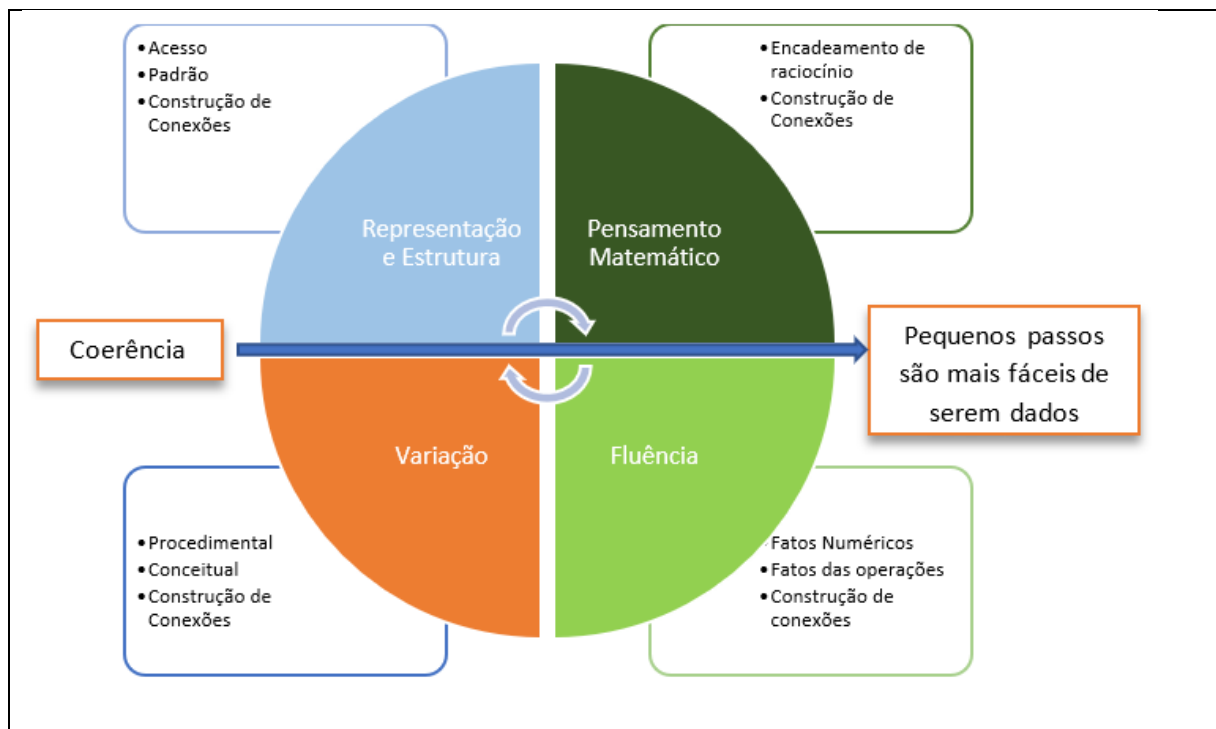 •Acesso
•Padrão
•Construção de
Conexões
•Encadeamento de
raciocínio
•Construção de
Conexões
Representação
e Estrutura
Pensamento
Matemático
Coerência
Pequenos passos
são mais fáceis de
serem dados
Variação
Fluência
•Procedimental
•Conceitual
•Construção de
Conexões
•Fatos Numéricos
•Fatos das operações
•Construção de
conexões